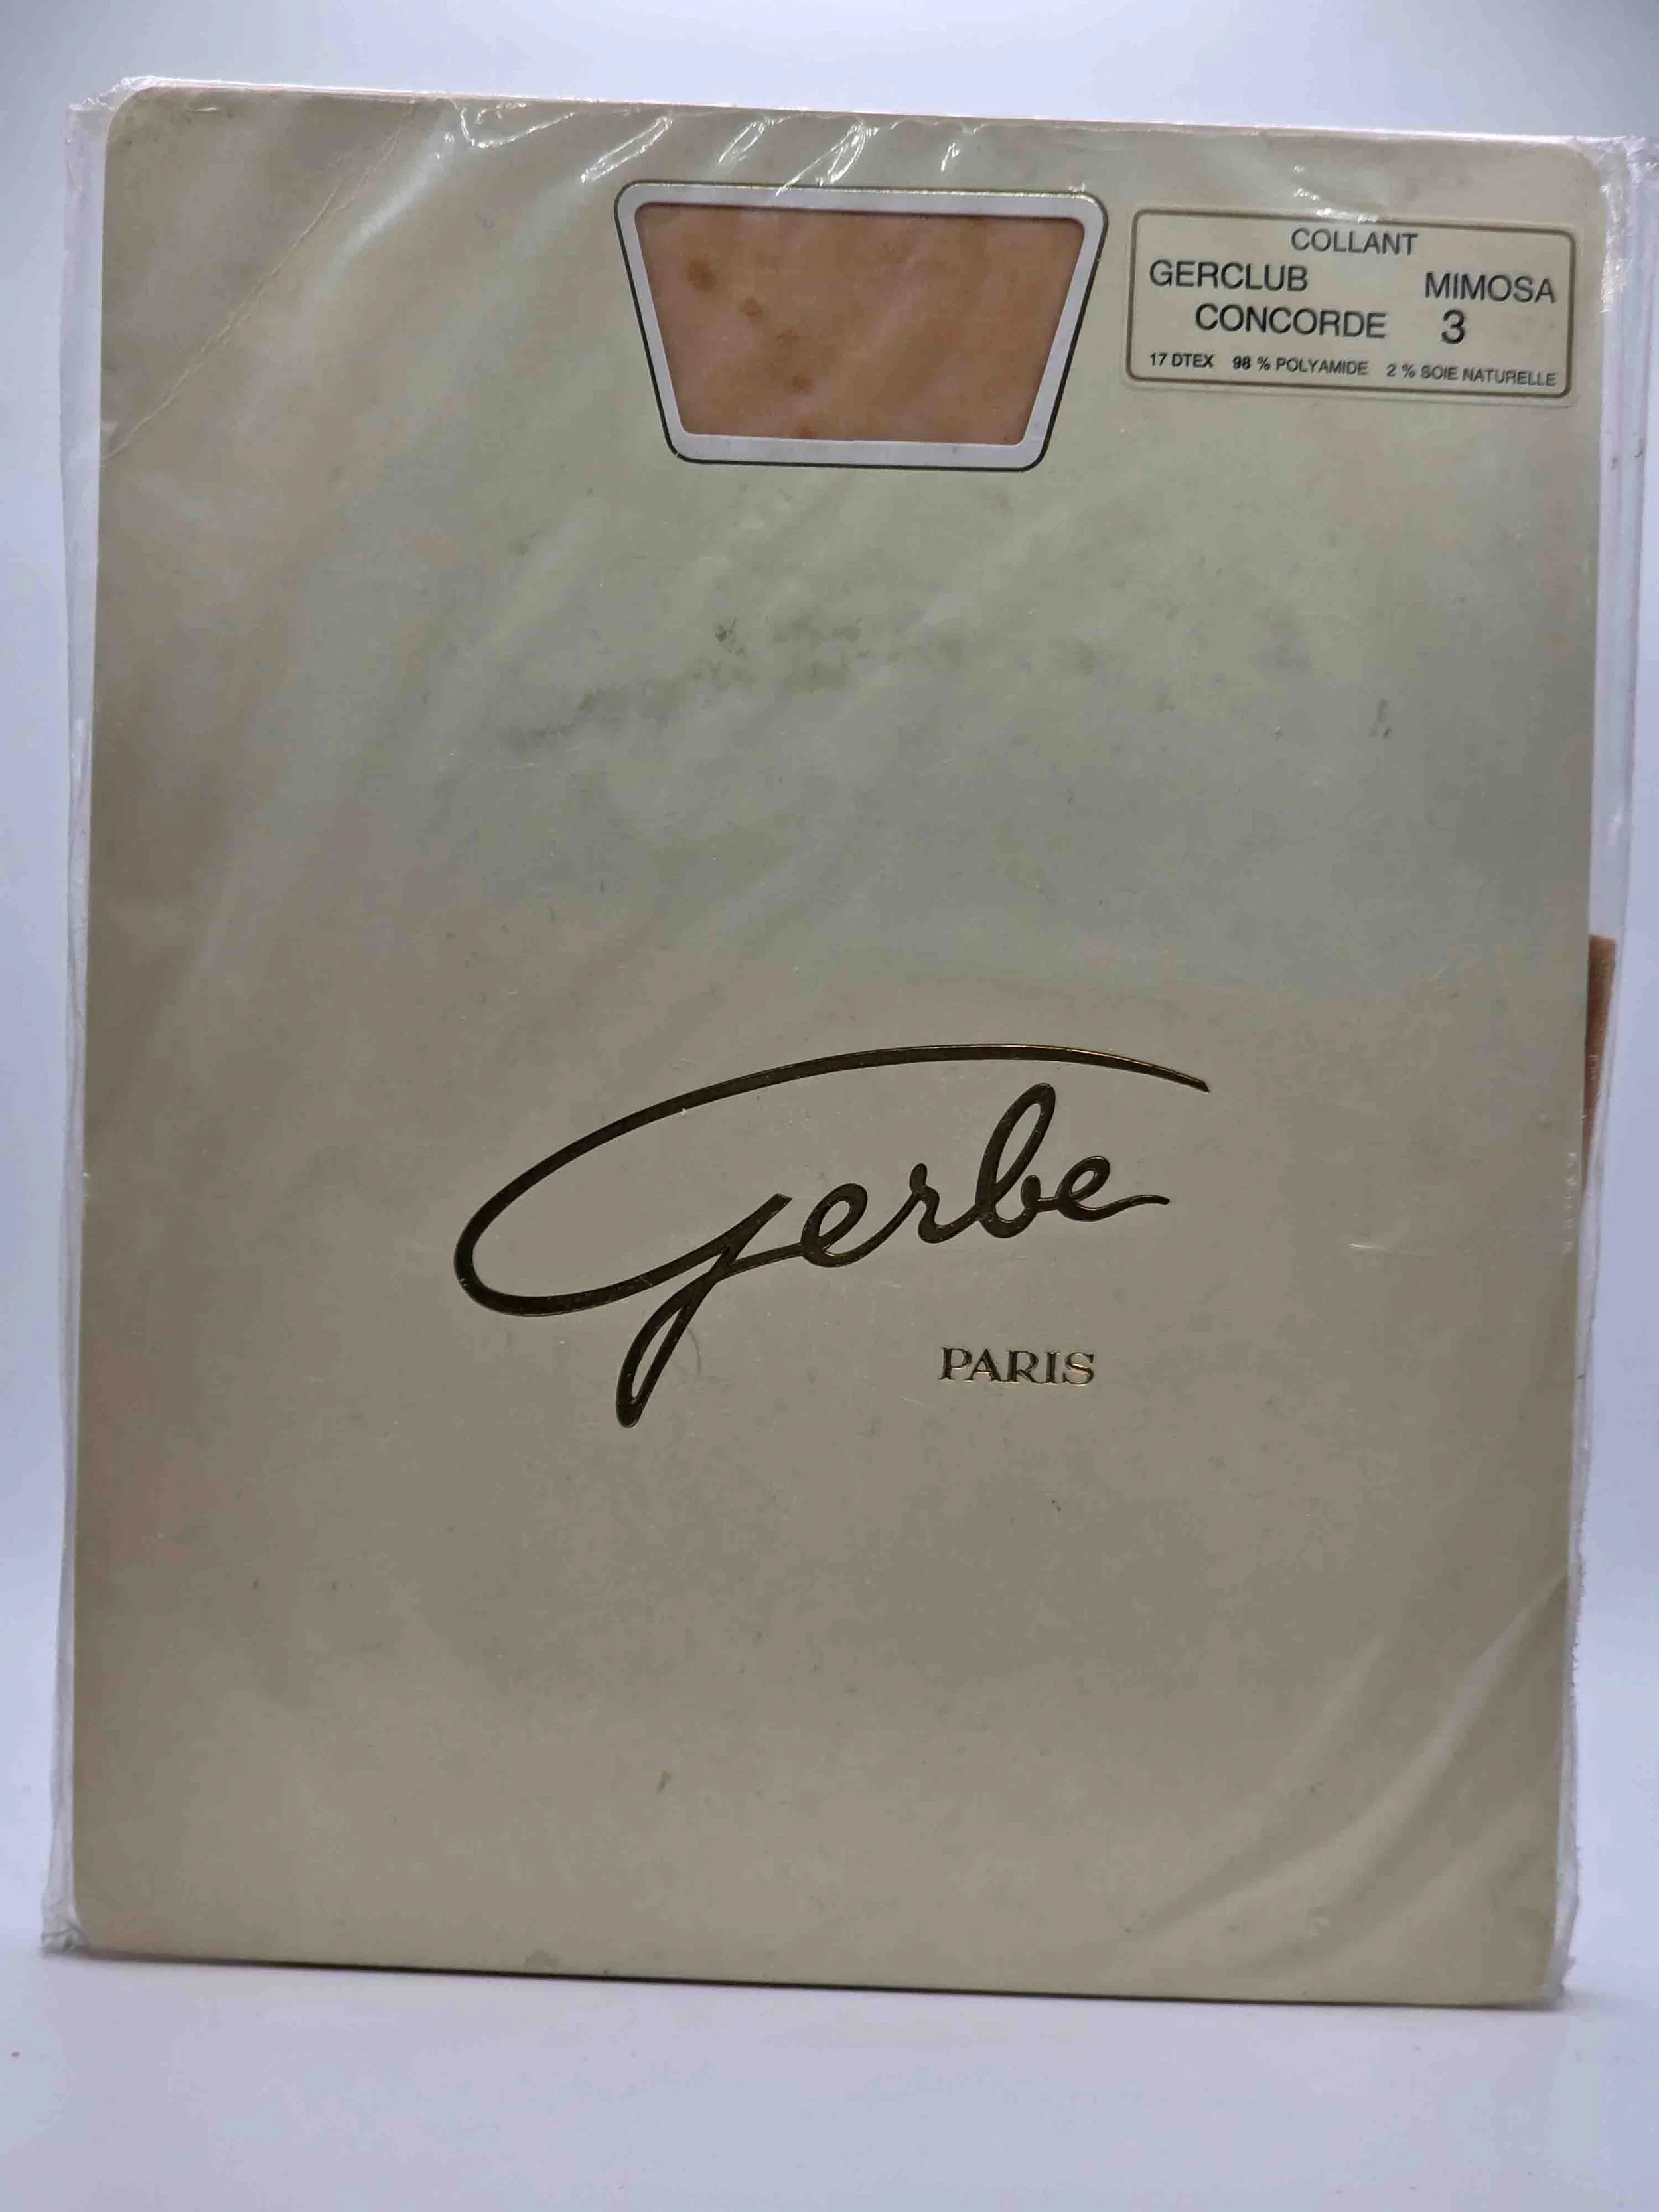 COLLANT
GERCLUB MIMOSA
CONCORDE 3
17 DTEX 98 % POLYAMIDE 2 % SOIE NATURELLE
Gerbe
PARIS